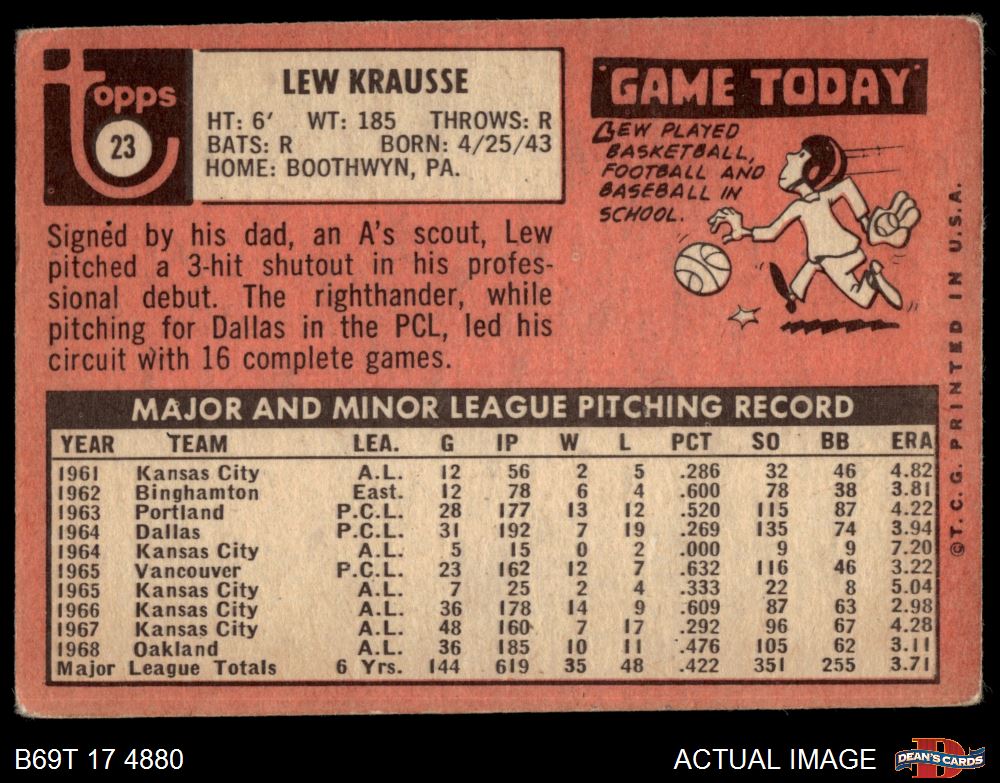 Topps
23
LEW KRAUSSE
HT: 6' WT: 185 THROWS: R
BATS: R BORN: 4/25/43
HOME: BOOTHWYN, PA.
"GAME TODAY"
LEW PLAYED
BASKETBALL,
FOOTBALL AND
BASEBALL IN
SCHOOL.
Signed by his dad, an A's scout, Lew
pitched a 3-hit shutout in his profes-
sional debut. The righthander, while
pitching for Dallas in the PCL, led his
circuit with 16 complete games.
MAJOR AND MINOR LEAGUE PITCHING RECORD
YEAR TEAM LEA. G IP W L PCT SO BB ERA
1961 Kansas City A.L. 12 56 2 5 .286 32 46 4.82
1962 Binghamton East. 12 78 6 4 .600 78 38 3.81
1963 Portland P.C.L. 28 177 13 12 .520 115 87 4.22
1964 Dallas P.C.L. 31 192 7 19 .269 135 74 3.94
1964 Kansas City A.L. 5 15 0 2 .000 9 9 7.20
1965 Vancouver P.C.L. 23 162 12 7 .632 116 46 3.22
1965 Kansas City A.L. 7 25 2 4 .333 22 8 5.04
1966 Kansas City A.L. 36 178 14 9 .609 87 63 2.98
1967 Kansas City A.L. 48 160 7 17 .292 96 67 4.28
1968 Oakland A.L. 36 185 10 11 .476 105 62 3.11
Major League Totals 6 Yrs. 144 619 35 48 .422 351 255 3.71
©T.C.G. PRINTED IN U.S.A.
B69T 17 4880
ACTUAL IMAGE
D
DEAN'S CARDS